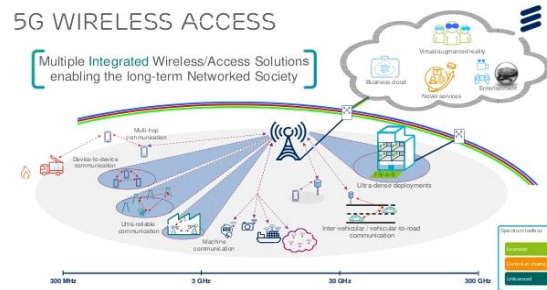 5G WIRELESS ACCESS
Multiple Integrated Wireless/Access Solutions
enabling the long-term Networked Society
Virtual augmented reality
Business cloud
Novel services
Entertainment
Multi-hop
communication
Device-to-device
communication
Ultra-reliable
communication
Machine
communication
Ultra-dense deployments
Inter-vehicular / vehicular-to-road
communication
Spectrum toolbox
Licensed
Unlicensed
300 MHz
3 GHz
30 GHz
300 GHz